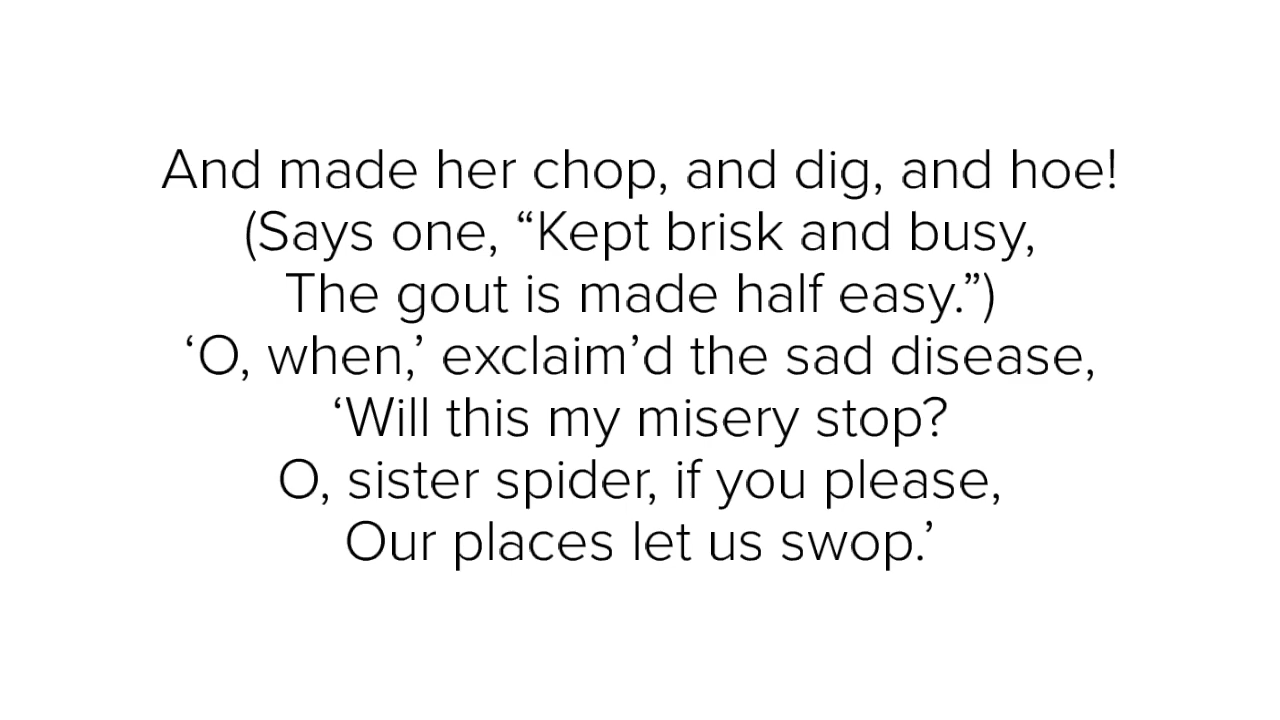 And made her chop, and dig, and hoe!
(Says one, “Kept brisk and busy,
The gout is made half easy.”)
‘O, when,’ exclaim’d the sad disease,
‘Will this my misery stop?
O, sister spider, if you please,
Our places let us swop.’